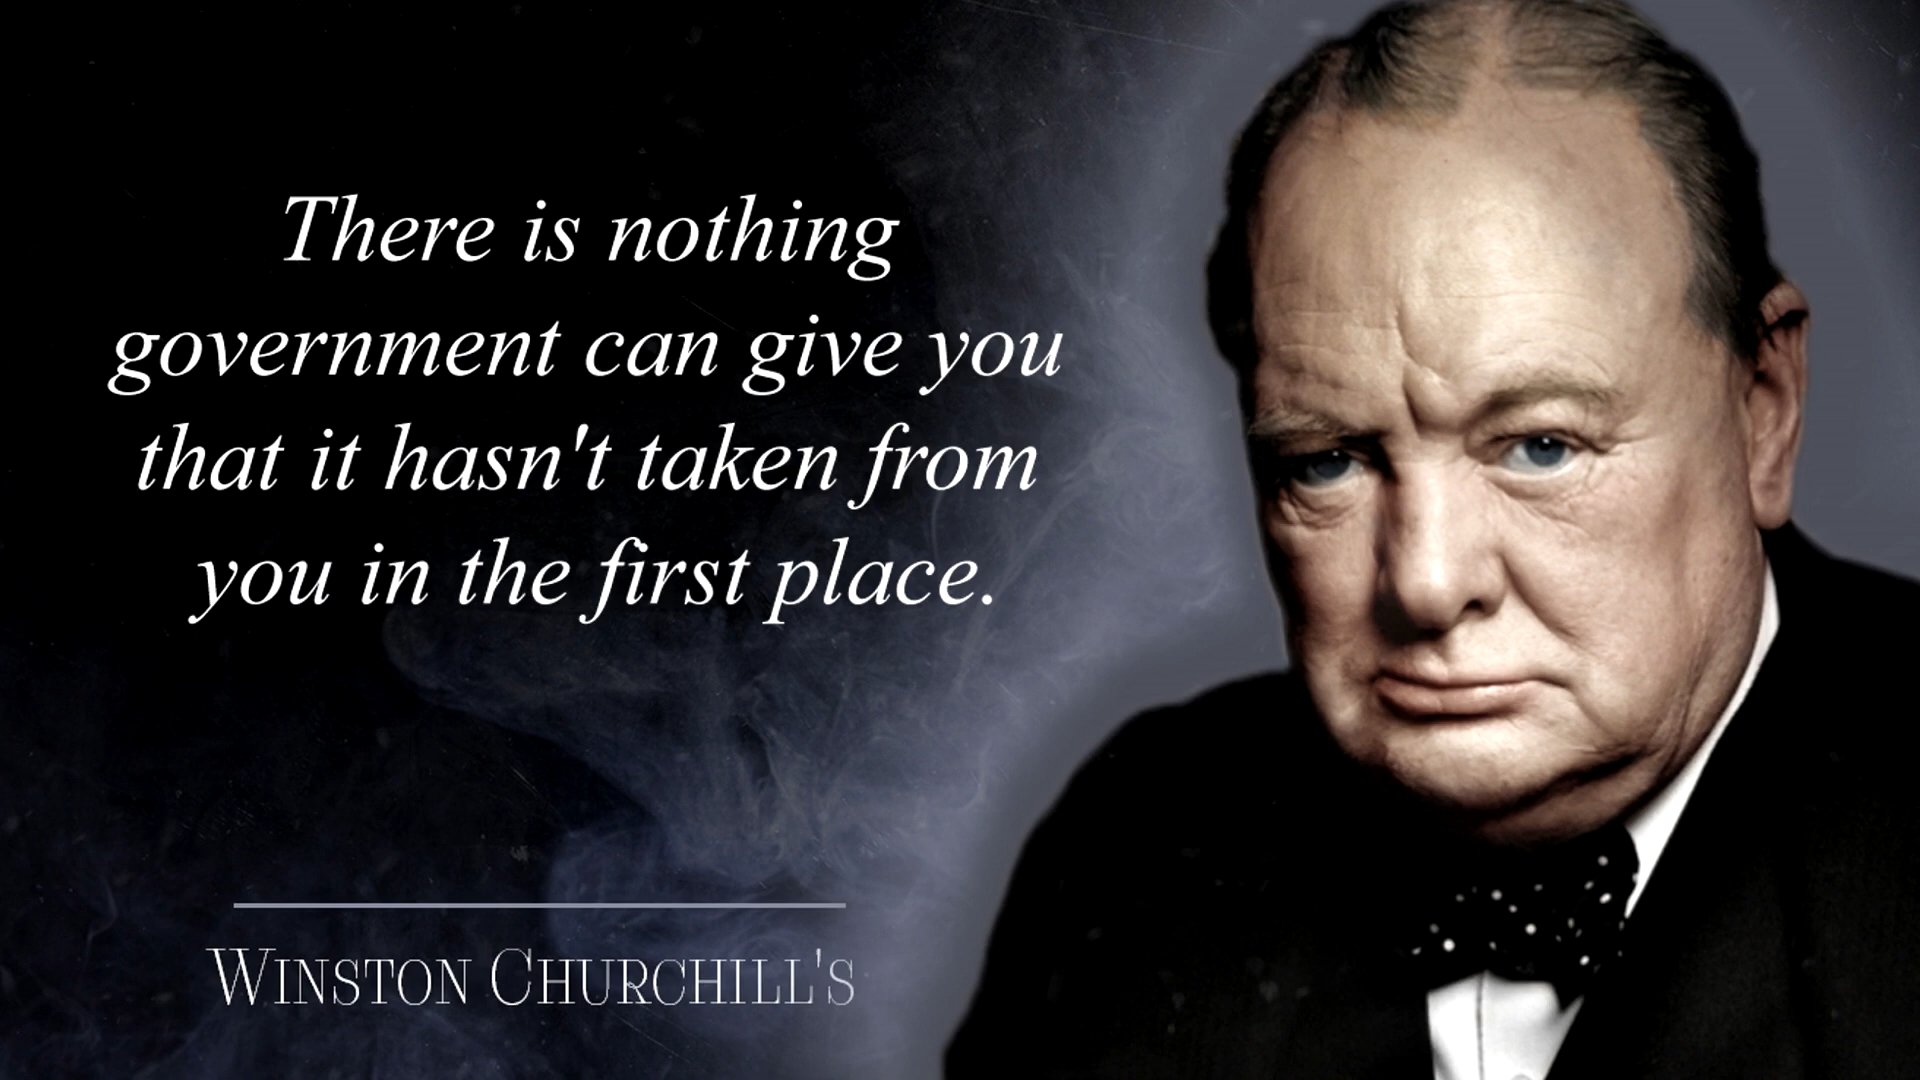 There is nothing
government can give you
that it hasn't taken from
you in the first place.
WINSTON CHURCHILL'S